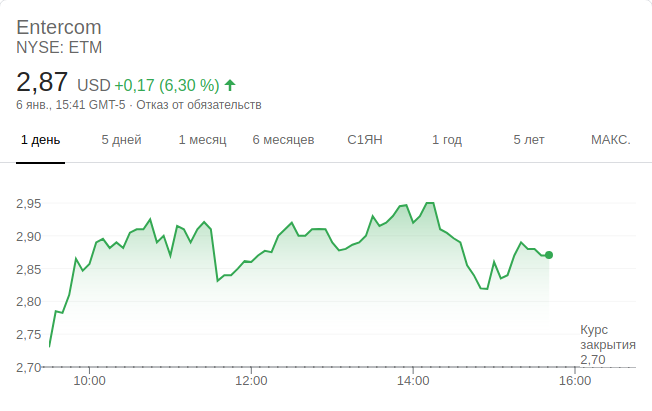 Entercom
NYSE: ETM
2,87 USD +0,17 (6,30 %)
6 янв., 15:41 GMT-5 · Отказ от обязательств
1 день 5 дней 1 месяц 6 месяцев С1ЯН 1 год 5 лет МАКС.
2,95
2,90
2,85
2,80
2,75
2,70
Курс
закрытия
2,70
10:00 12:00 14:00 16:00